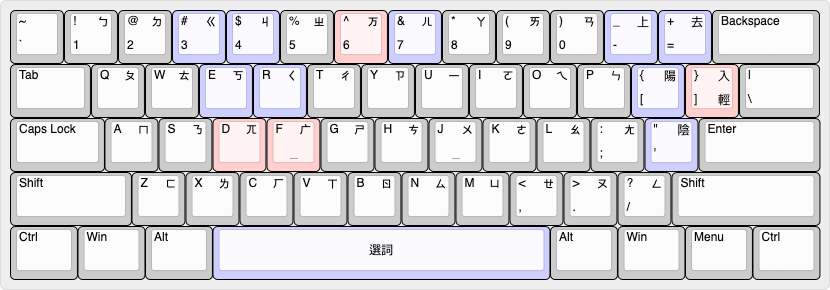 ~ ! ㄅ @ ㄉ # ㄍ $ ㄐ % ㄓ ^ ㄪ & ㄦ * ㄚ ( ㄞ ) ㄢ _ 上 + 去 Backspace
` 1 2 3 4 5 6 7 8 9 0 - =
Tab Q ㄆ W ㄊ E ㄎ R ㄑ T ㄔ Y ㄗ U ㄧ I ㄛ O ㄟ P ㄣ { 陽 } 入 |
[ ] 輕 \
Caps Lock A ㄇ S ㄋ D ㄫ F ㄬ G ㄕ H ㄘ J ㄨ K ㄜ L ㄠ : ㄤ " 陰 Enter
_ _ ; '
Shift Z ㄈ X ㄌ C ㄏ V ㄒ B ㄖ N ㄙ M ㄩ < ㄝ > ㄡ ? ㄥ Shift
, . /
Ctrl Win Alt 選詞 Alt Win Menu Ctrl